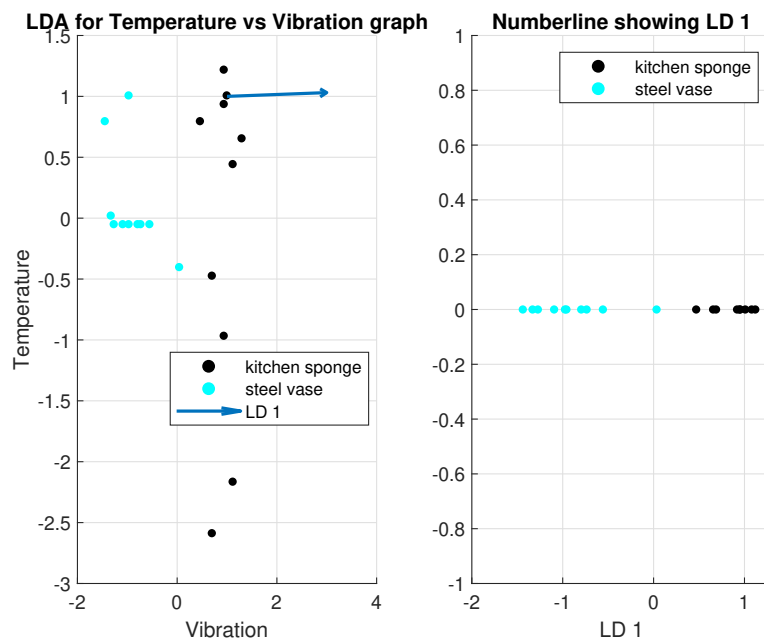 LDA for Temperature vs Vibration graph
1.5
1
0.5
0
-0.5
-1
-1.5
-2
-2.5
-3
Temperature
-2
0
2
4
Vibration
kitchen sponge
steel vase
LD 1
Numberline showing LD 1
1
0.8
0.6
0.4
0.2
0
-0.2
-0.4
-0.6
-0.8
-1
-2
-1
0
1
LD 1
kitchen sponge
steel vase